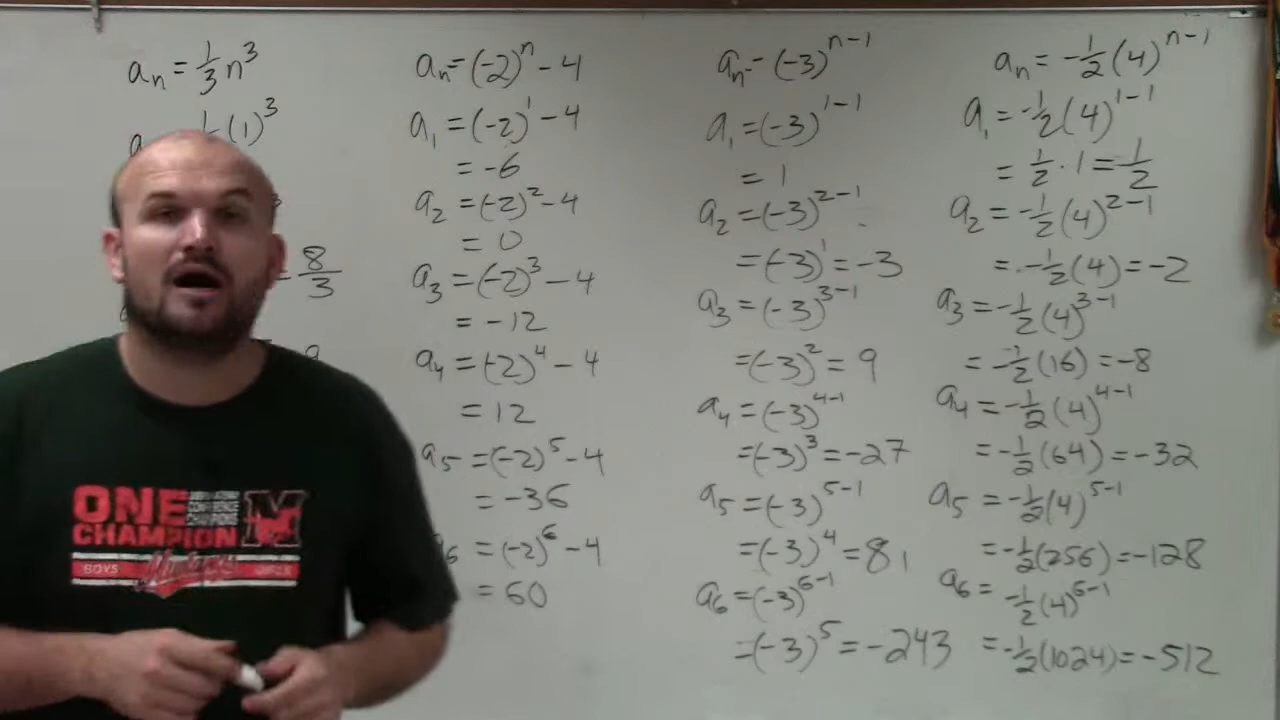 aₙ = 1/3 n³
(1)³
= 8/3
aₙ = (-2)ⁿ - 4
a₁ = (-2)¹ - 4
= -6
a₂ = (-2)² - 4
= 0
a₃ = (-2)³ - 4
= -12
a₄ = (-2)⁴ - 4
= 12
a₅ = (-2)⁵ - 4
= -36
₆ = (-2)⁶ - 4
= 60
aₙ = (-3)ⁿ⁻¹
a₁ = (-3)¹⁻¹
= 1
a₂ = (-3)²⁻¹
= (-3)¹ = -3
a₃ = (-3)³⁻¹
= (-3)² = 9
a₄ = (-3)⁴⁻¹
= (-3)³ = -27
a₅ = (-3)⁵⁻¹
= (-3)⁴ = 81
a₆ = (-3)⁶⁻¹
= (-3)⁵ = -243
aₙ = -1/2 (4)ⁿ⁻¹
a₁ = -1/2 (4)¹⁻¹
= 1/2 · 1 = 1/2
a₂ = -1/2 (4)²⁻¹
= -1/2 (4) = -2
a₃ = -1/2 (4)³⁻¹
= -1/2 (16) = -8
a₄ = -1/2 (4)⁴⁻¹
= -1/2 (64) = -32
a₅ = -1/2 (4)⁵⁻¹
= -1/2 (256) = -128
a₆ = -1/2 (4)⁶⁻¹
= -1/2 (1024) = -512
ONE
CHAMPION
M
BOYS Mustangs GIRLS